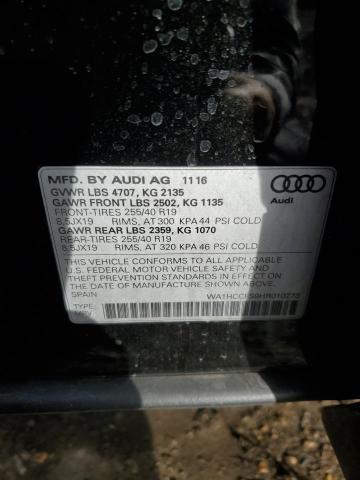 MFD. BY AUDI AG 11 16
GVWR LBS 4707, KG 2135
GAWR FRONT LBS 2502, KG 1135
FRONT-TIRES 255/40 R19
8.5JX19 RIMS, AT 300 KPA 44 PSI COLD
GAWR REAR LBS 2359, KG 1070
REAR-TIRES 255/40 R19
8.5JX19 RIMS, AT 320 KPA 46 PSI COLD
Audi
THIS VEHICLE CONFORMS TO ALL APPLICABLE
U.S. FEDERAL MOTOR VEHICLE SAFETY AND
THEFT PREVENTION STANDARDS IN EFFECT ON
THE DATE OF MANUFACTURE SHOWN ABOVE.
SPAIN
TYPE:
MPV